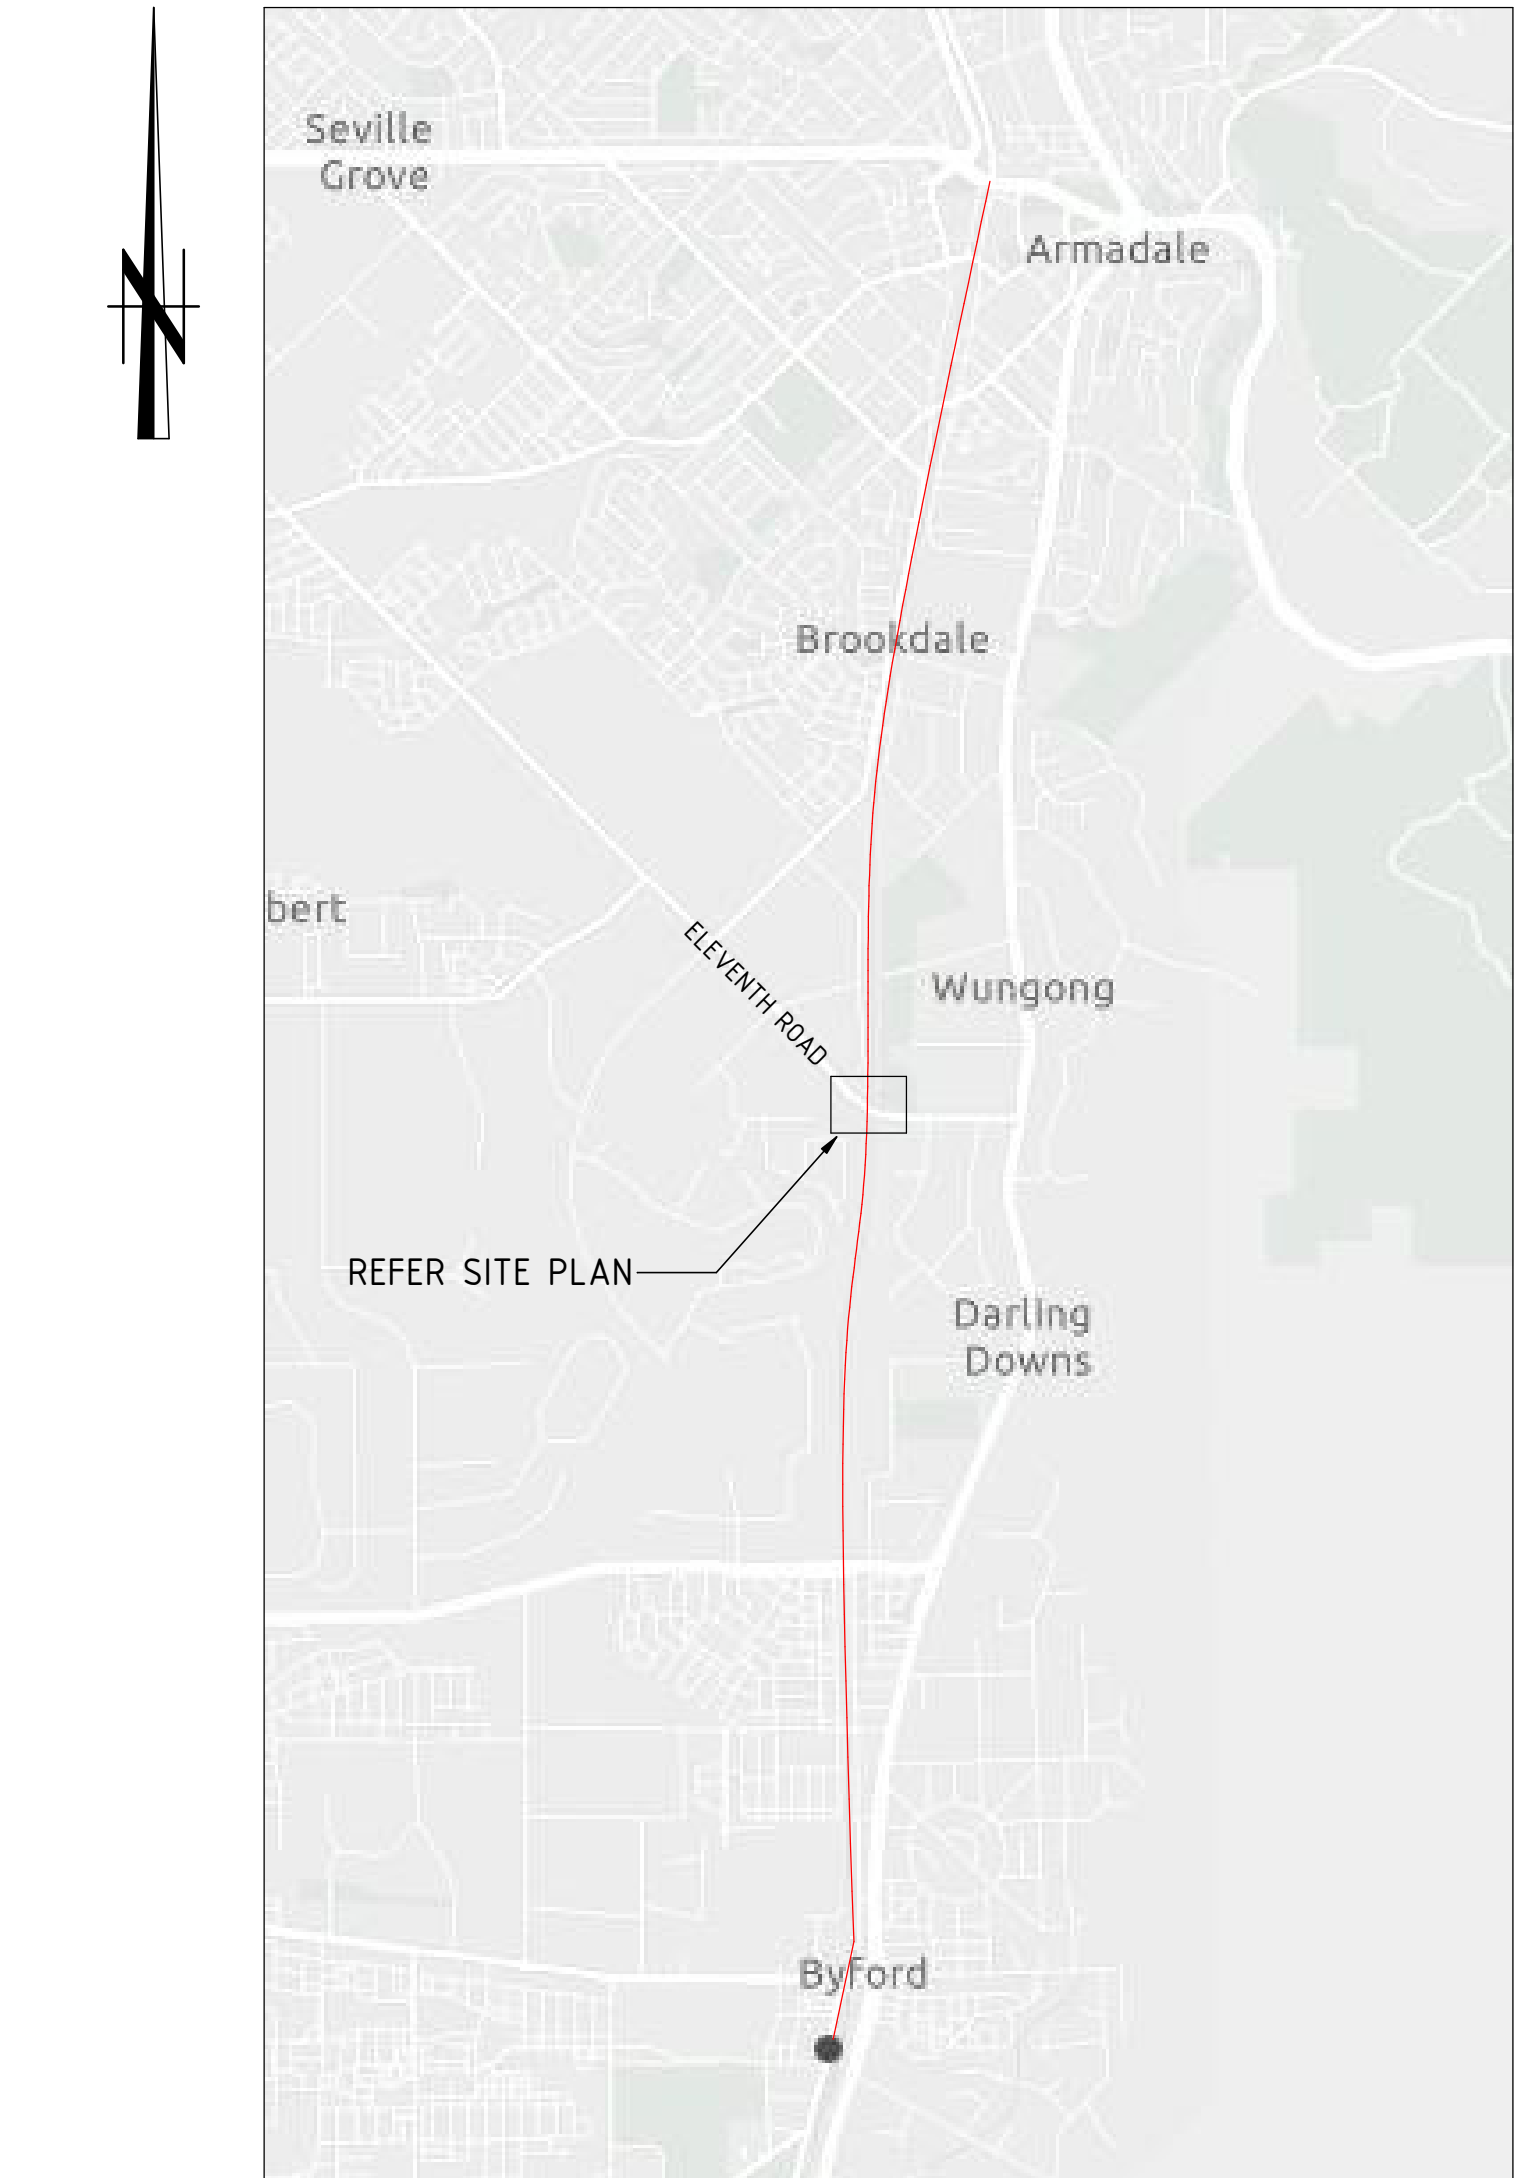 N
Seville
Grove
Armadale
Brookdale
bert
ELEVENTH ROAD
Wungong
REFER SITE PLAN
Darling
Downs
Byford